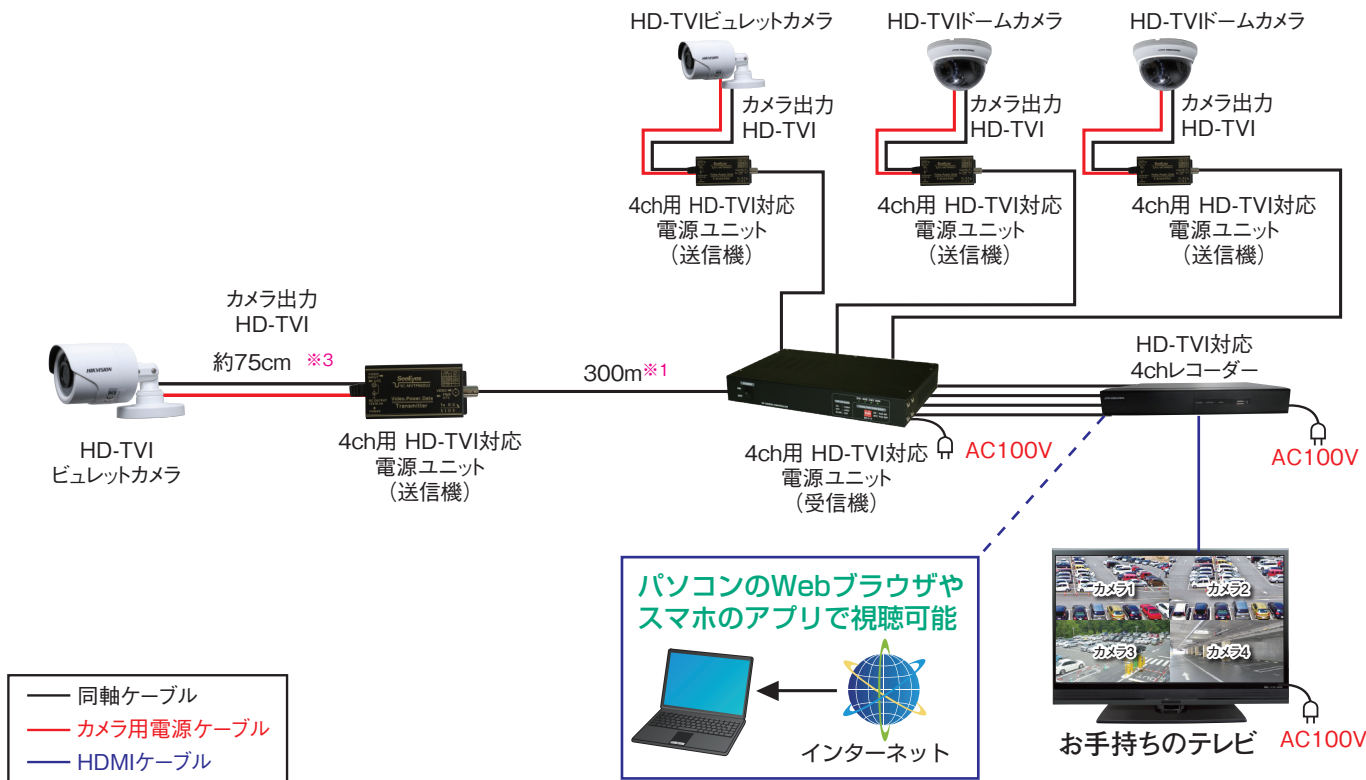 HD-TVIビュレットカメラ
HD-TVIドームカメラ
HD-TVIドームカメラ
カメラ出力
HD-TVI
カメラ出力
HD-TVI
カメラ出力
HD-TVI
4ch用 HD-TVI対応
電源ユニット
（送信機）
4ch用 HD-TVI対応
電源ユニット
（送信機）
4ch用 HD-TVI対応
電源ユニット
（送信機）
カメラ出力
HD-TVI
約75cm ※3
HIKVISION
HD-TVI
ビュレットカメラ
SeeEyes
Video.Power.Data
Transmitter
4ch用 HD-TVI対応
電源ユニット
（送信機）
300m※1
4ch用 HD-TVI対応
電源ユニット
（受信機）
AC100V
HD-TVI対応
4chレコーダー
AC100V
パソコンのWebブラウザや
スマホのアプリで視聴可能
インターネット
カメラ1
カメラ2
カメラ3
カメラ4
お手持ちのテレビ
AC100V
同軸ケーブル
カメラ用電源ケーブル
HDMIケーブル